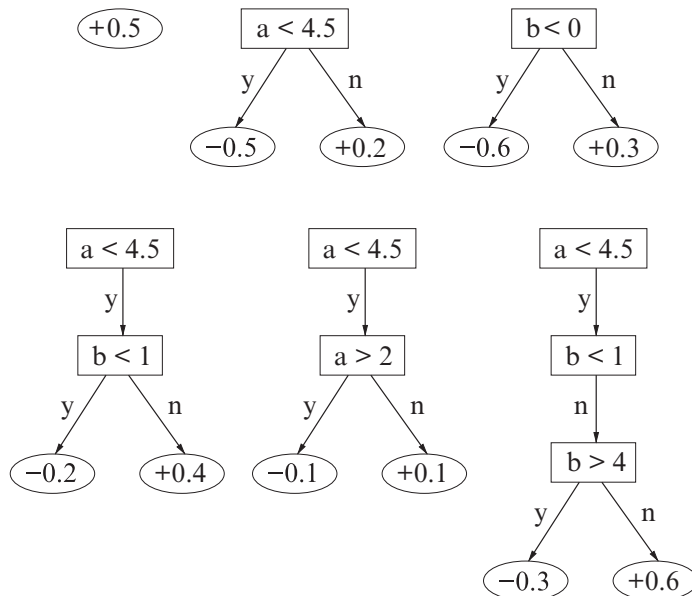 +0.5 a < 4.5 b < 0
y n y n
−0.5 +0.2 −0.6 +0.3
a < 4.5 a < 4.5 a < 4.5
y y y
b < 1 a > 2 b < 1
y n y n n
−0.2 +0.4 −0.1 +0.1 b > 4
y n
−0.3 +0.6